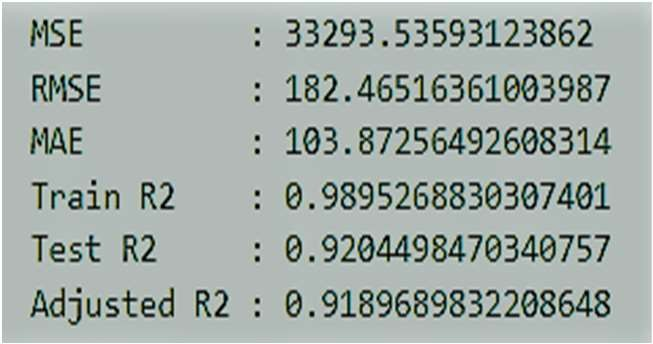 MSE : 33293.53593123862
RMSE : 182.46516361003987
MAE : 103.87256492608314
Train R2 : 0.9895268830307401
Test R2 : 0.9204498470340757
Adjusted R2 : 0.9189689832208648